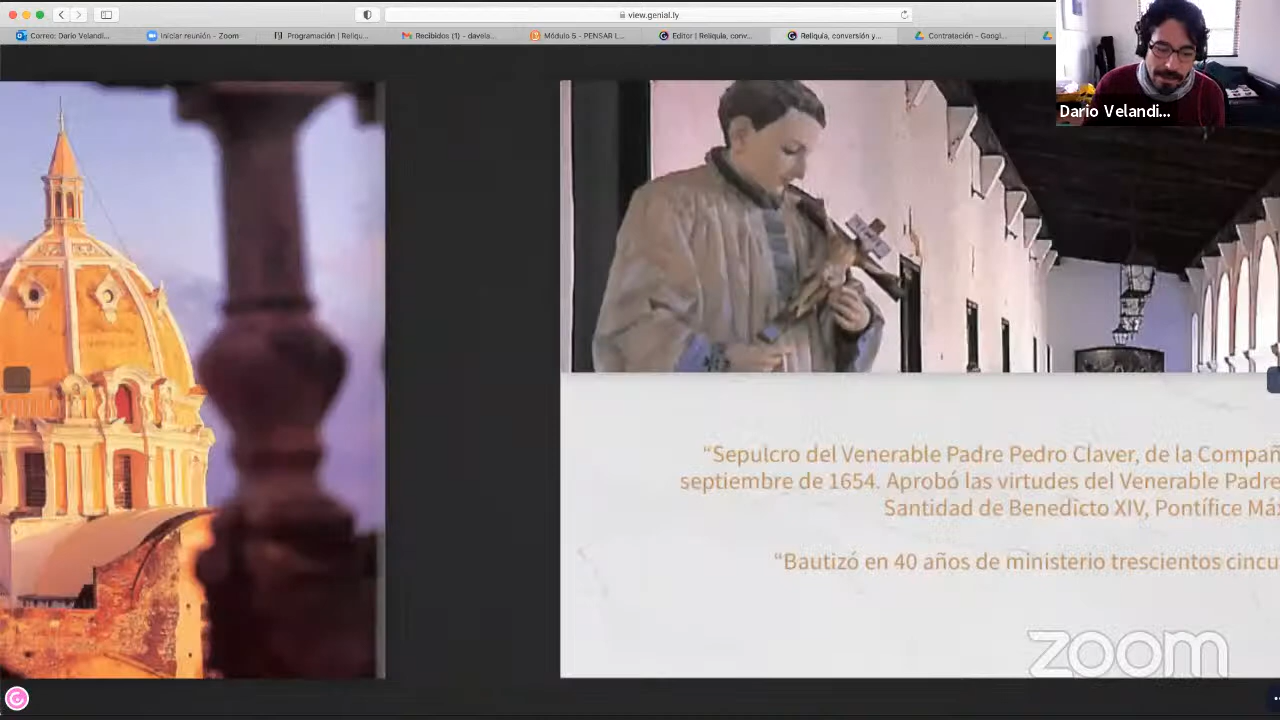 view.genial.ly
Correo: Dario Velandi...
Iniciar reunión - Zoom
Programación | Reliqu...
Recibidos (1) - davela...
Módulo 5 - PENSAR L...
Editor | Reliquia, conv...
Reliquia, conversión y...
Contratación - Googl...
Dario Velandi...
“Sepulcro del Venerable Padre Pedro Claver, de la Compañ
septiembre de 1654. Aprobó las virtudes del Venerable Padre
Santidad de Benedicto XIV, Pontífice Máx
“Bautizó en 40 años de ministerio trescientos cincu
zoom